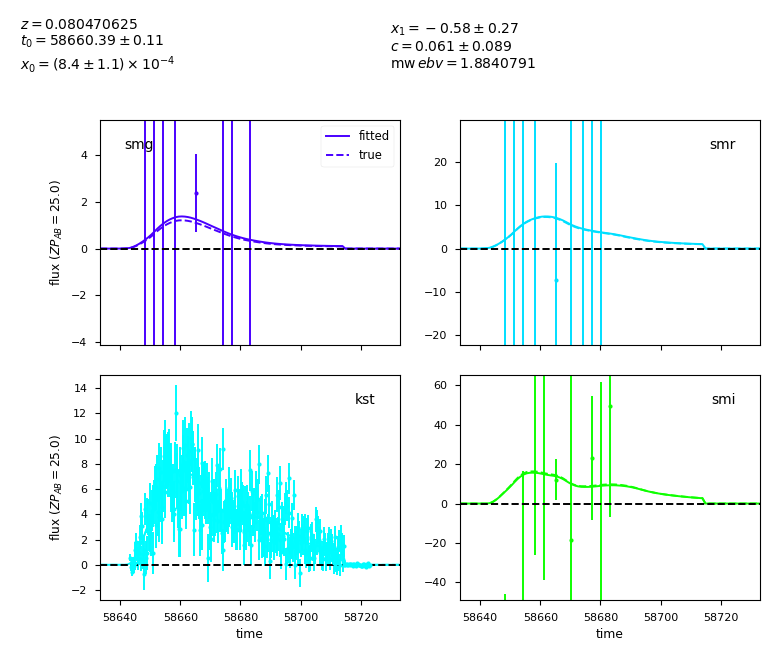 z = 0.080470625
t₀ = 58660.39 ± 0.11
x₀ = (8.4 ± 1.1) × 10⁻⁴
x₁ = −0.58 ± 0.27
c = 0.061 ± 0.089
mw ebv = 1.8840791
smg
fitted
true
4
2
0
−2
−4
flux (ZP_AB = 25.0)
smr
20
10
0
−10
−20
kst
14
12
10
8
6
4
2
0
−2
flux (ZP_AB = 25.0)
58640 58660 58680 58700 58720
time
smi
60
40
20
0
−20
−40
58640 58660 58680 58700 58720
time